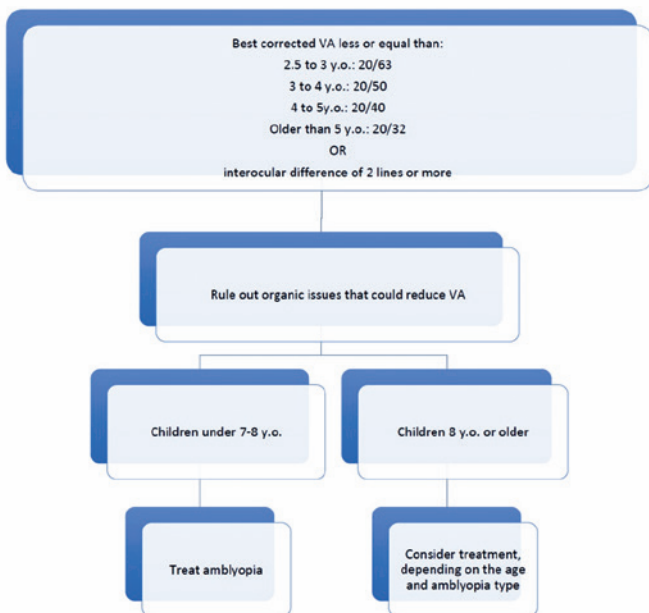 Best corrected VA less or equal than:
2.5 to 3 y.o.: 20/63
3 to 4 y.o.: 20/50
4 to 5y.o.: 20/40
Older than 5 y.o.: 20/32
OR
interocular difference of 2 lines or more
Rule out organic issues that could reduce VA
Children under 7-8 y.o.
Children 8 y.o. or older
Treat amblyopia
Consider treatment,
depending on the age
and amblyopia type